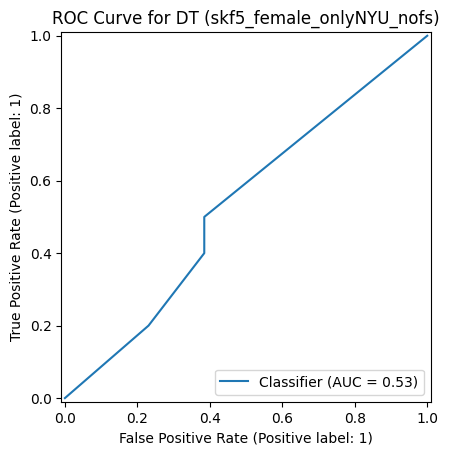 ROC Curve for DT (skf5_female_onlyNYU_nofs)
1.0
0.8
0.6
0.4
0.2
0.0
True Positive Rate (Positive label: 1)
Classifier (AUC = 0.53)
0.0 0.2 0.4 0.6 0.8 1.0
False Positive Rate (Positive label: 1)